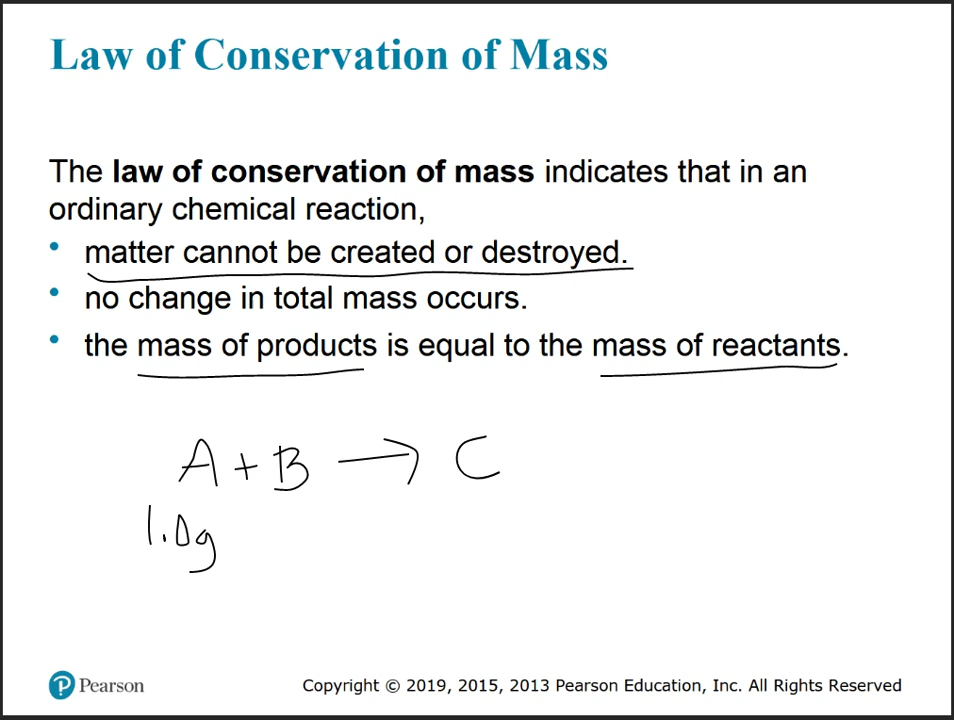 Law of Conservation of Mass
The law of conservation of mass indicates that in an
ordinary chemical reaction,
• matter cannot be created or destroyed.
• no change in total mass occurs.
• the mass of products is equal to the mass of reactants.
A + B → C
1.0g
P Pearson
Copyright © 2019, 2015, 2013 Pearson Education, Inc. All Rights Reserved